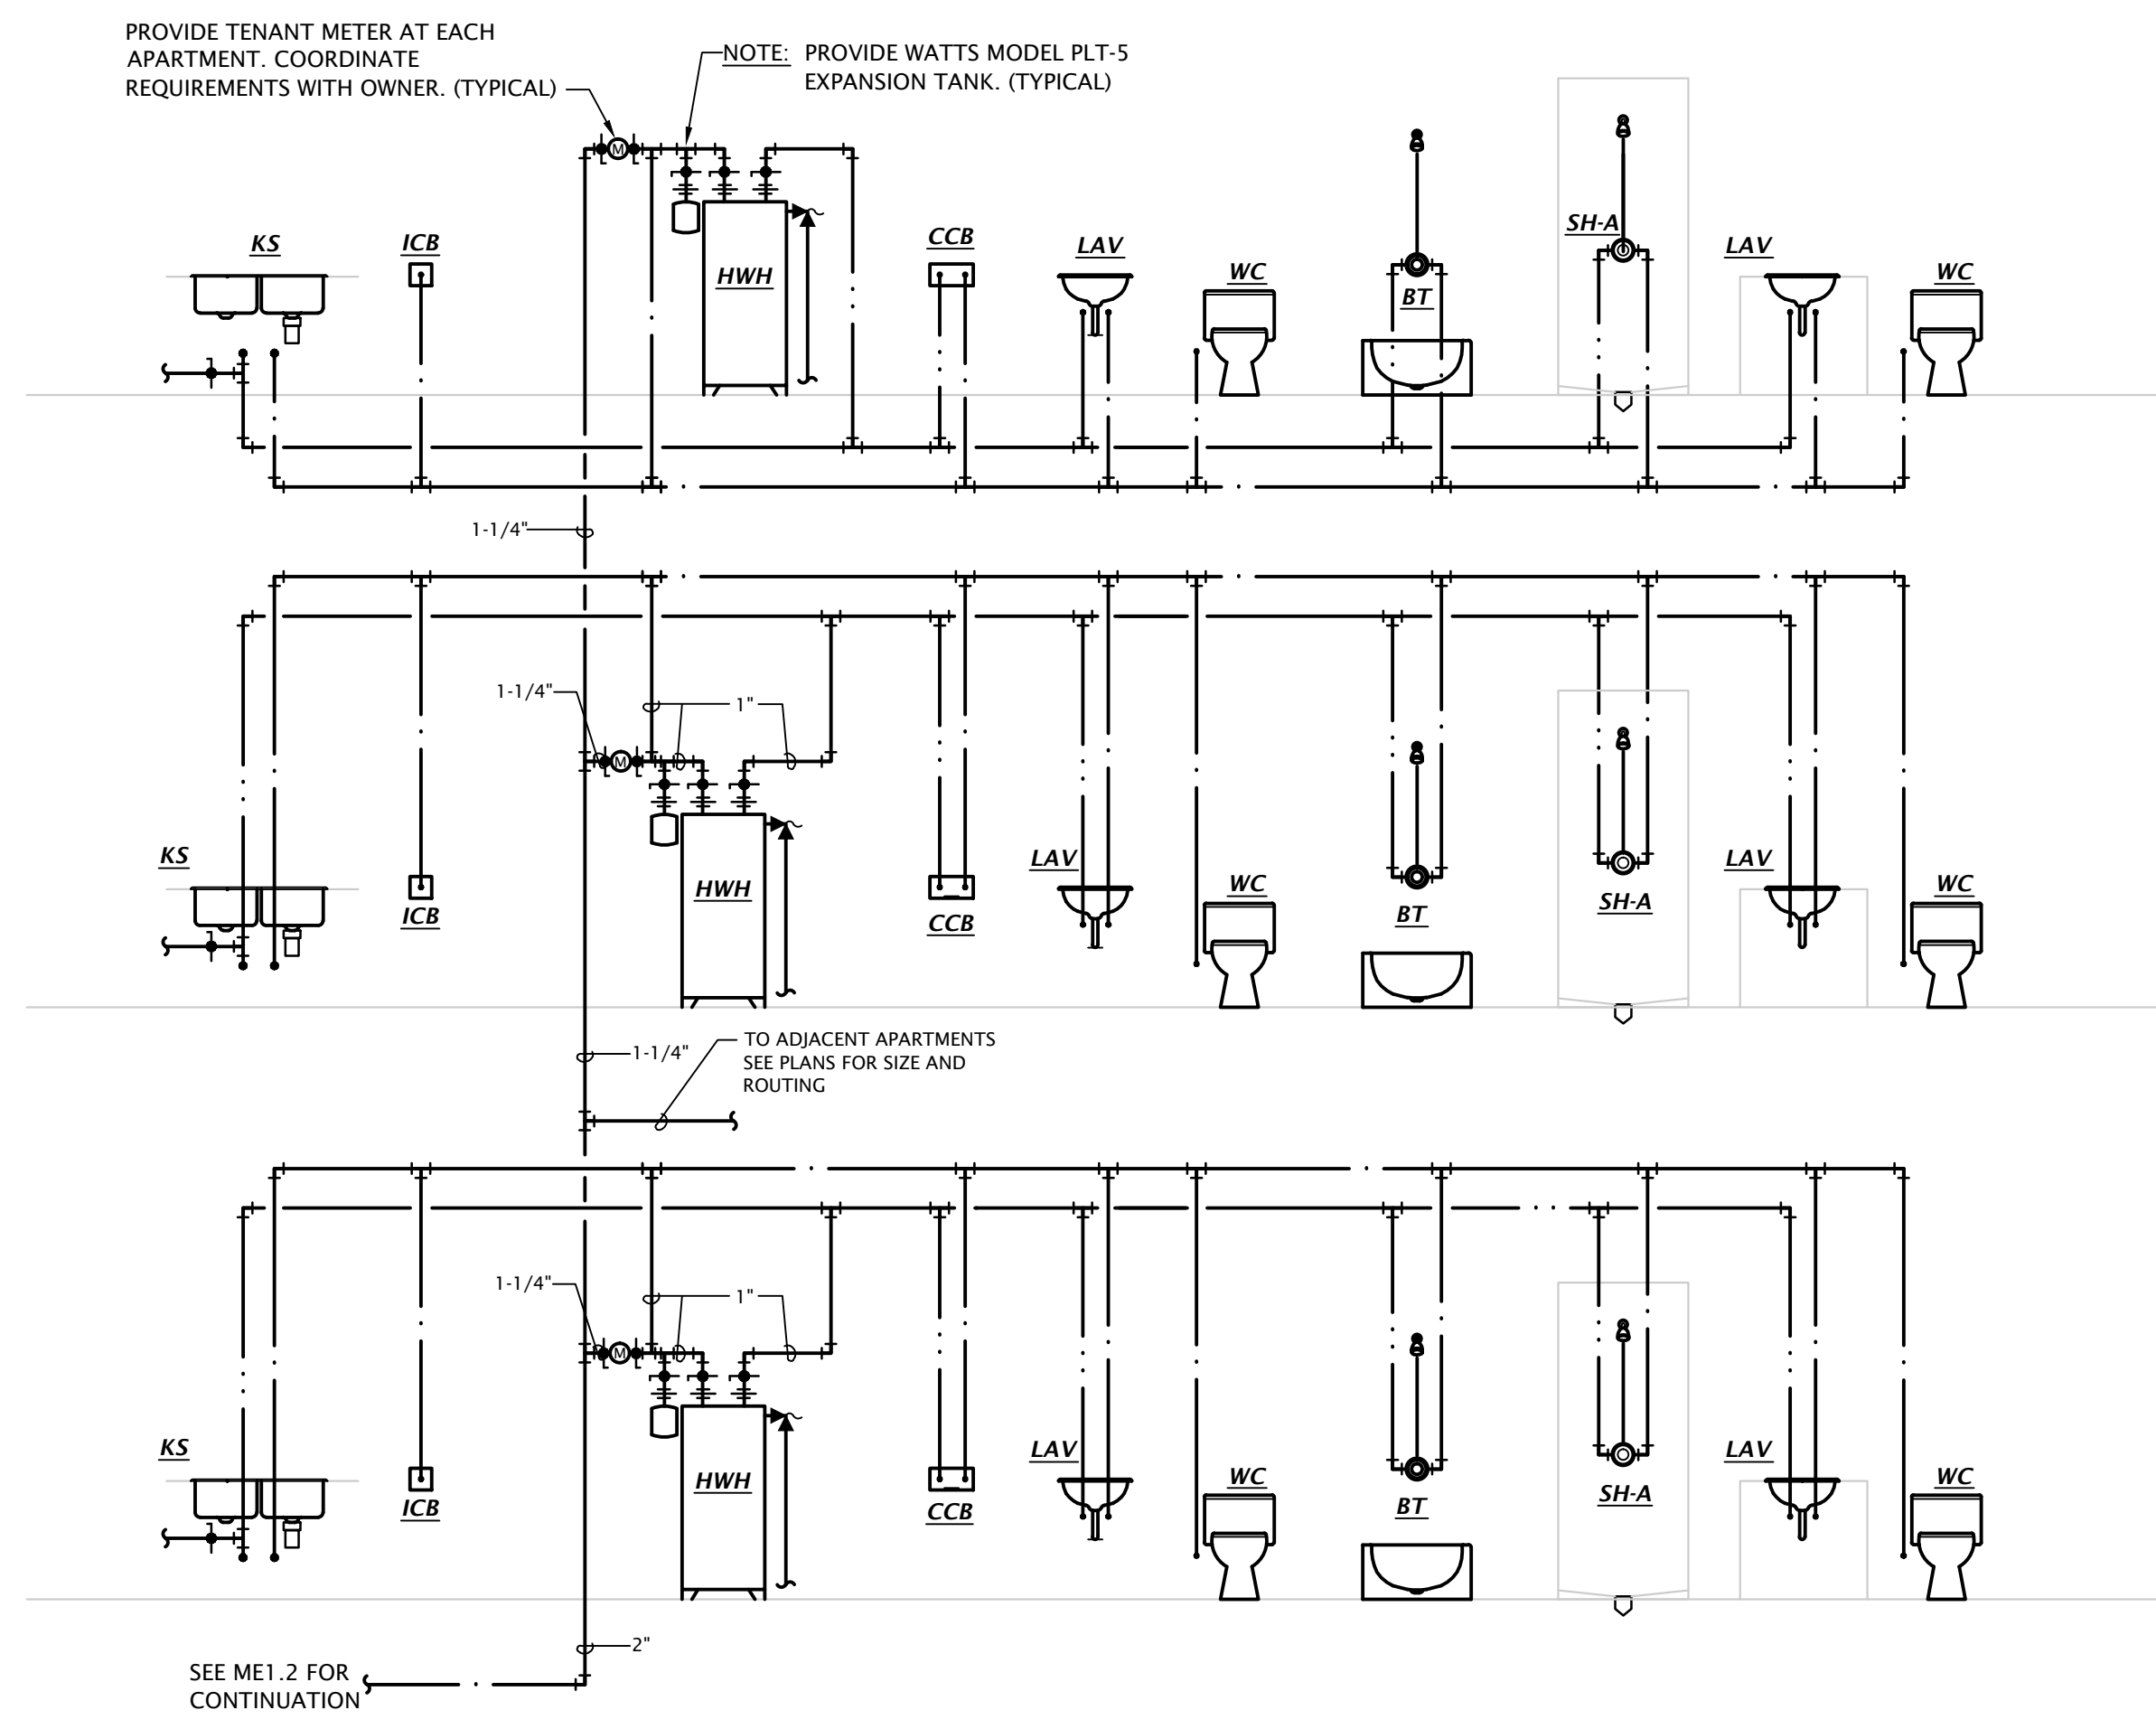 PROVIDE TENANT METER AT EACH
APARTMENT. COORDINATE
REQUIREMENTS WITH OWNER. (TYPICAL)
NOTE: PROVIDE WATTS MODEL PLT-5
EXPANSION TANK. (TYPICAL)
M
KS
ICB
HWH
CCB
LAV
WC
BT
SH-A
LAV
WC
1-1/4"
1-1/4"
1"
M
KS
ICB
HWH
CCB
LAV
WC
BT
SH-A
LAV
WC
1-1/4"
TO ADJACENT APARTMENTS
SEE PLANS FOR SIZE AND
ROUTING
1-1/4"
1"
M
KS
ICB
HWH
CCB
LAV
WC
BT
SH-A
LAV
WC
2"
SEE ME1.2 FOR
CONTINUATION